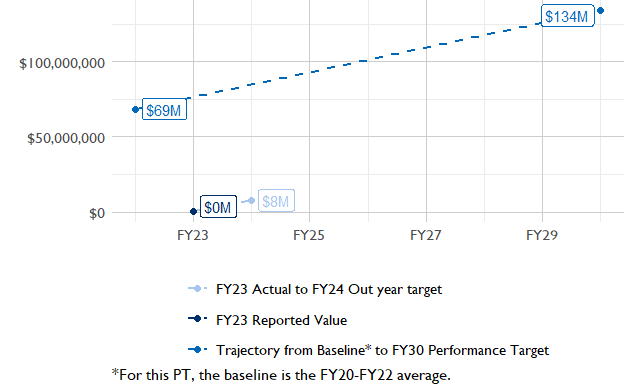 $134M
$100,000,000
$69M
$50,000,000
$0M
$8M
$0
FY23 FY25 FY27 FY29
FY23 Actual to FY24 Out year target
FY23 Reported Value
Trajectory from Baseline* to FY30 Performance Target
*For this PT, the baseline is the FY20-FY22 average.